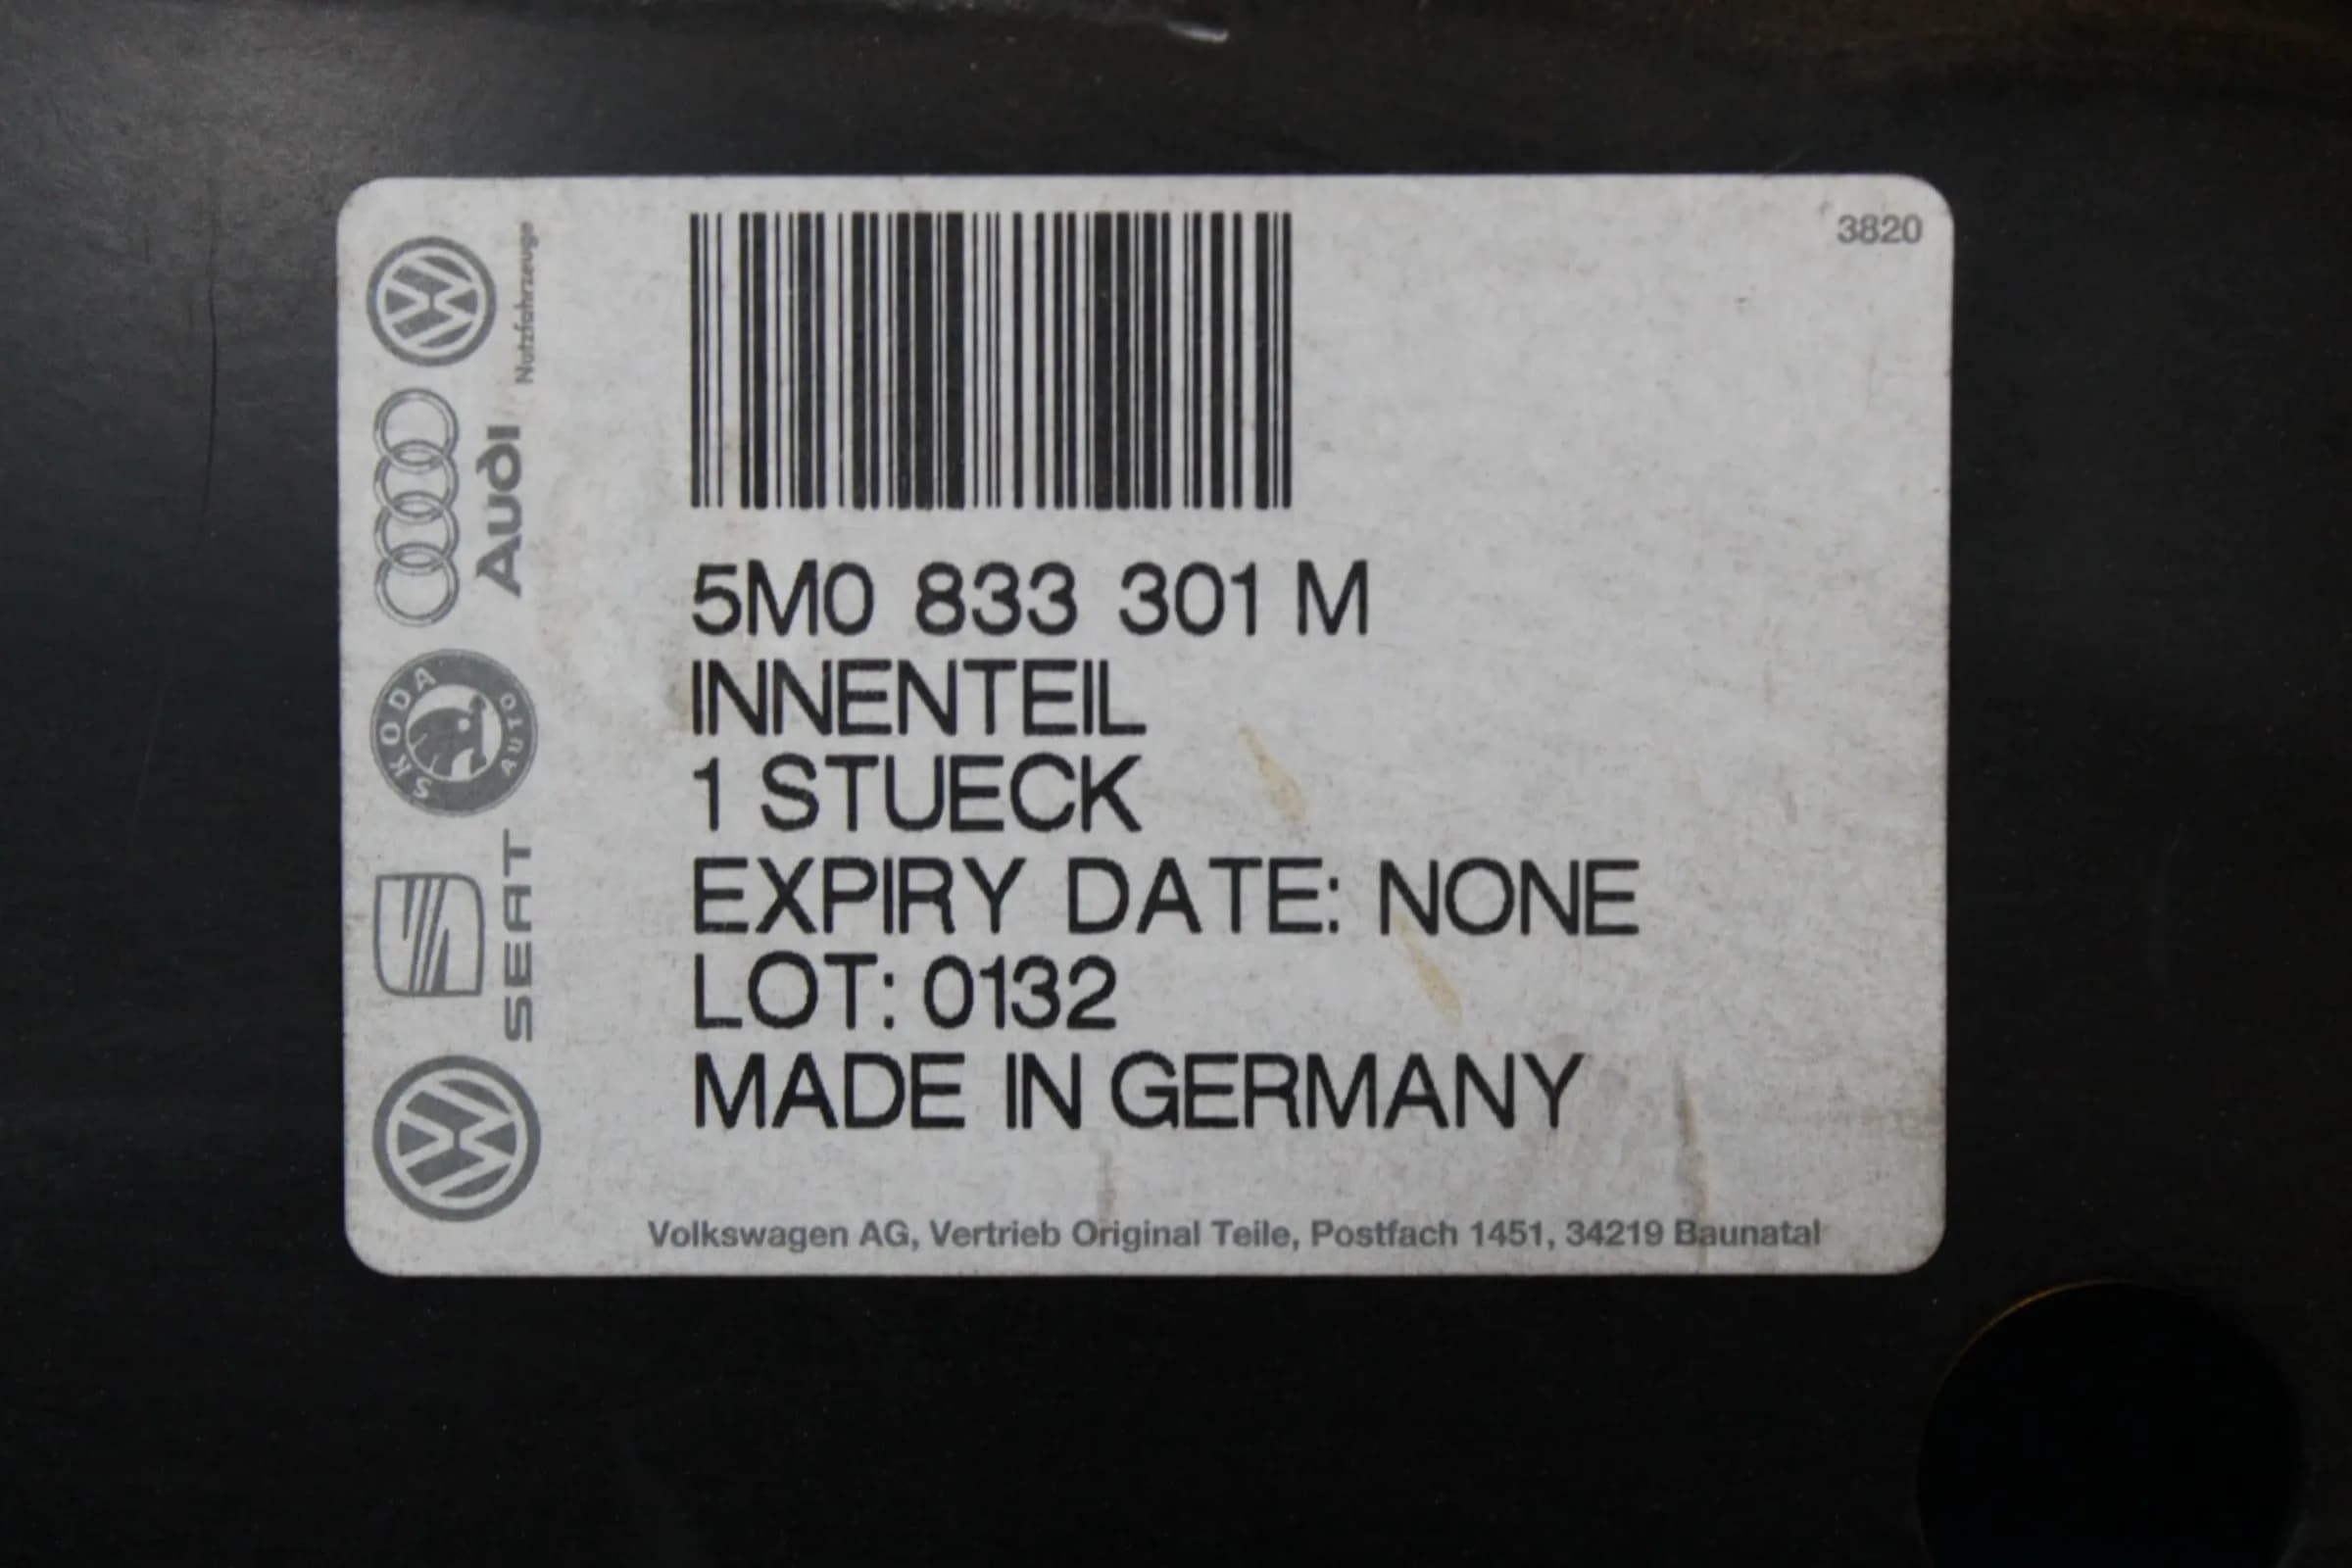 3820
Nutzfahrzeuge
Audi
SKODA AUTO
SEAT
5M0 833 301 M
INNENTEIL
1 STUECK
EXPIRY DATE: NONE
LOT: 0132
MADE IN GERMANY
Volkswagen AG, Vertrieb Original Teile, Postfach 1451, 34219 Baunatal